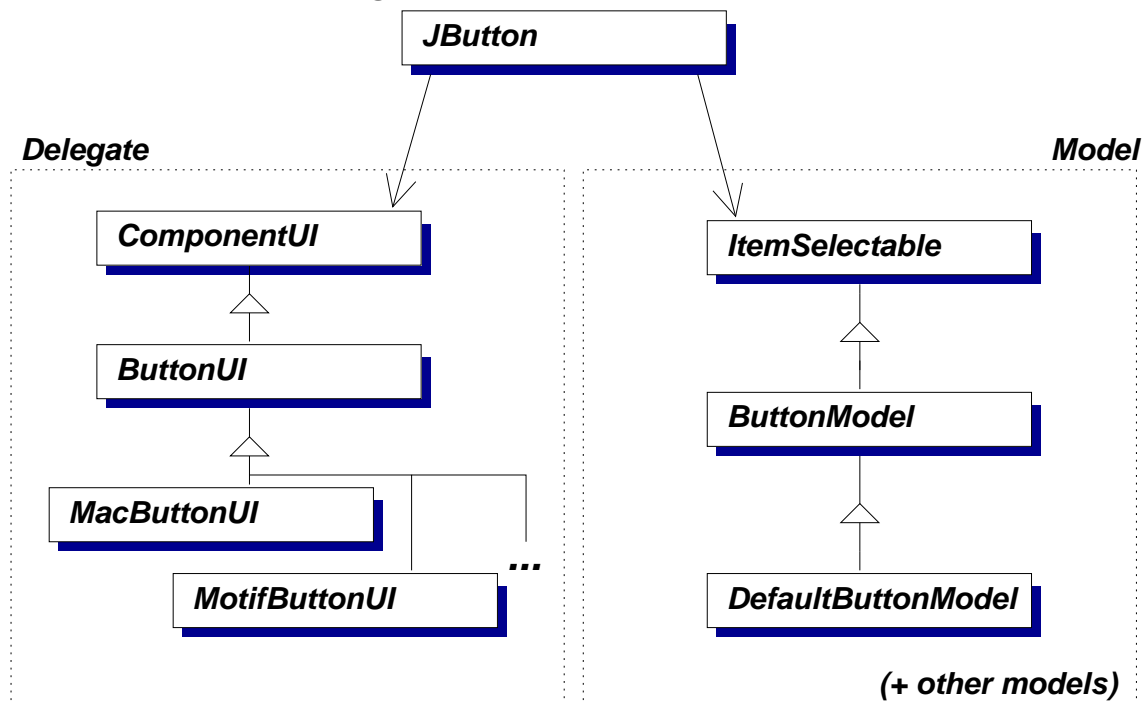 JButton
Delegate
Model
ComponentUI
ItemSelectable
ButtonUI
ButtonModel
MacButtonUI
...
MotifButtonUI
DefaultButtonModel
(+ other models)